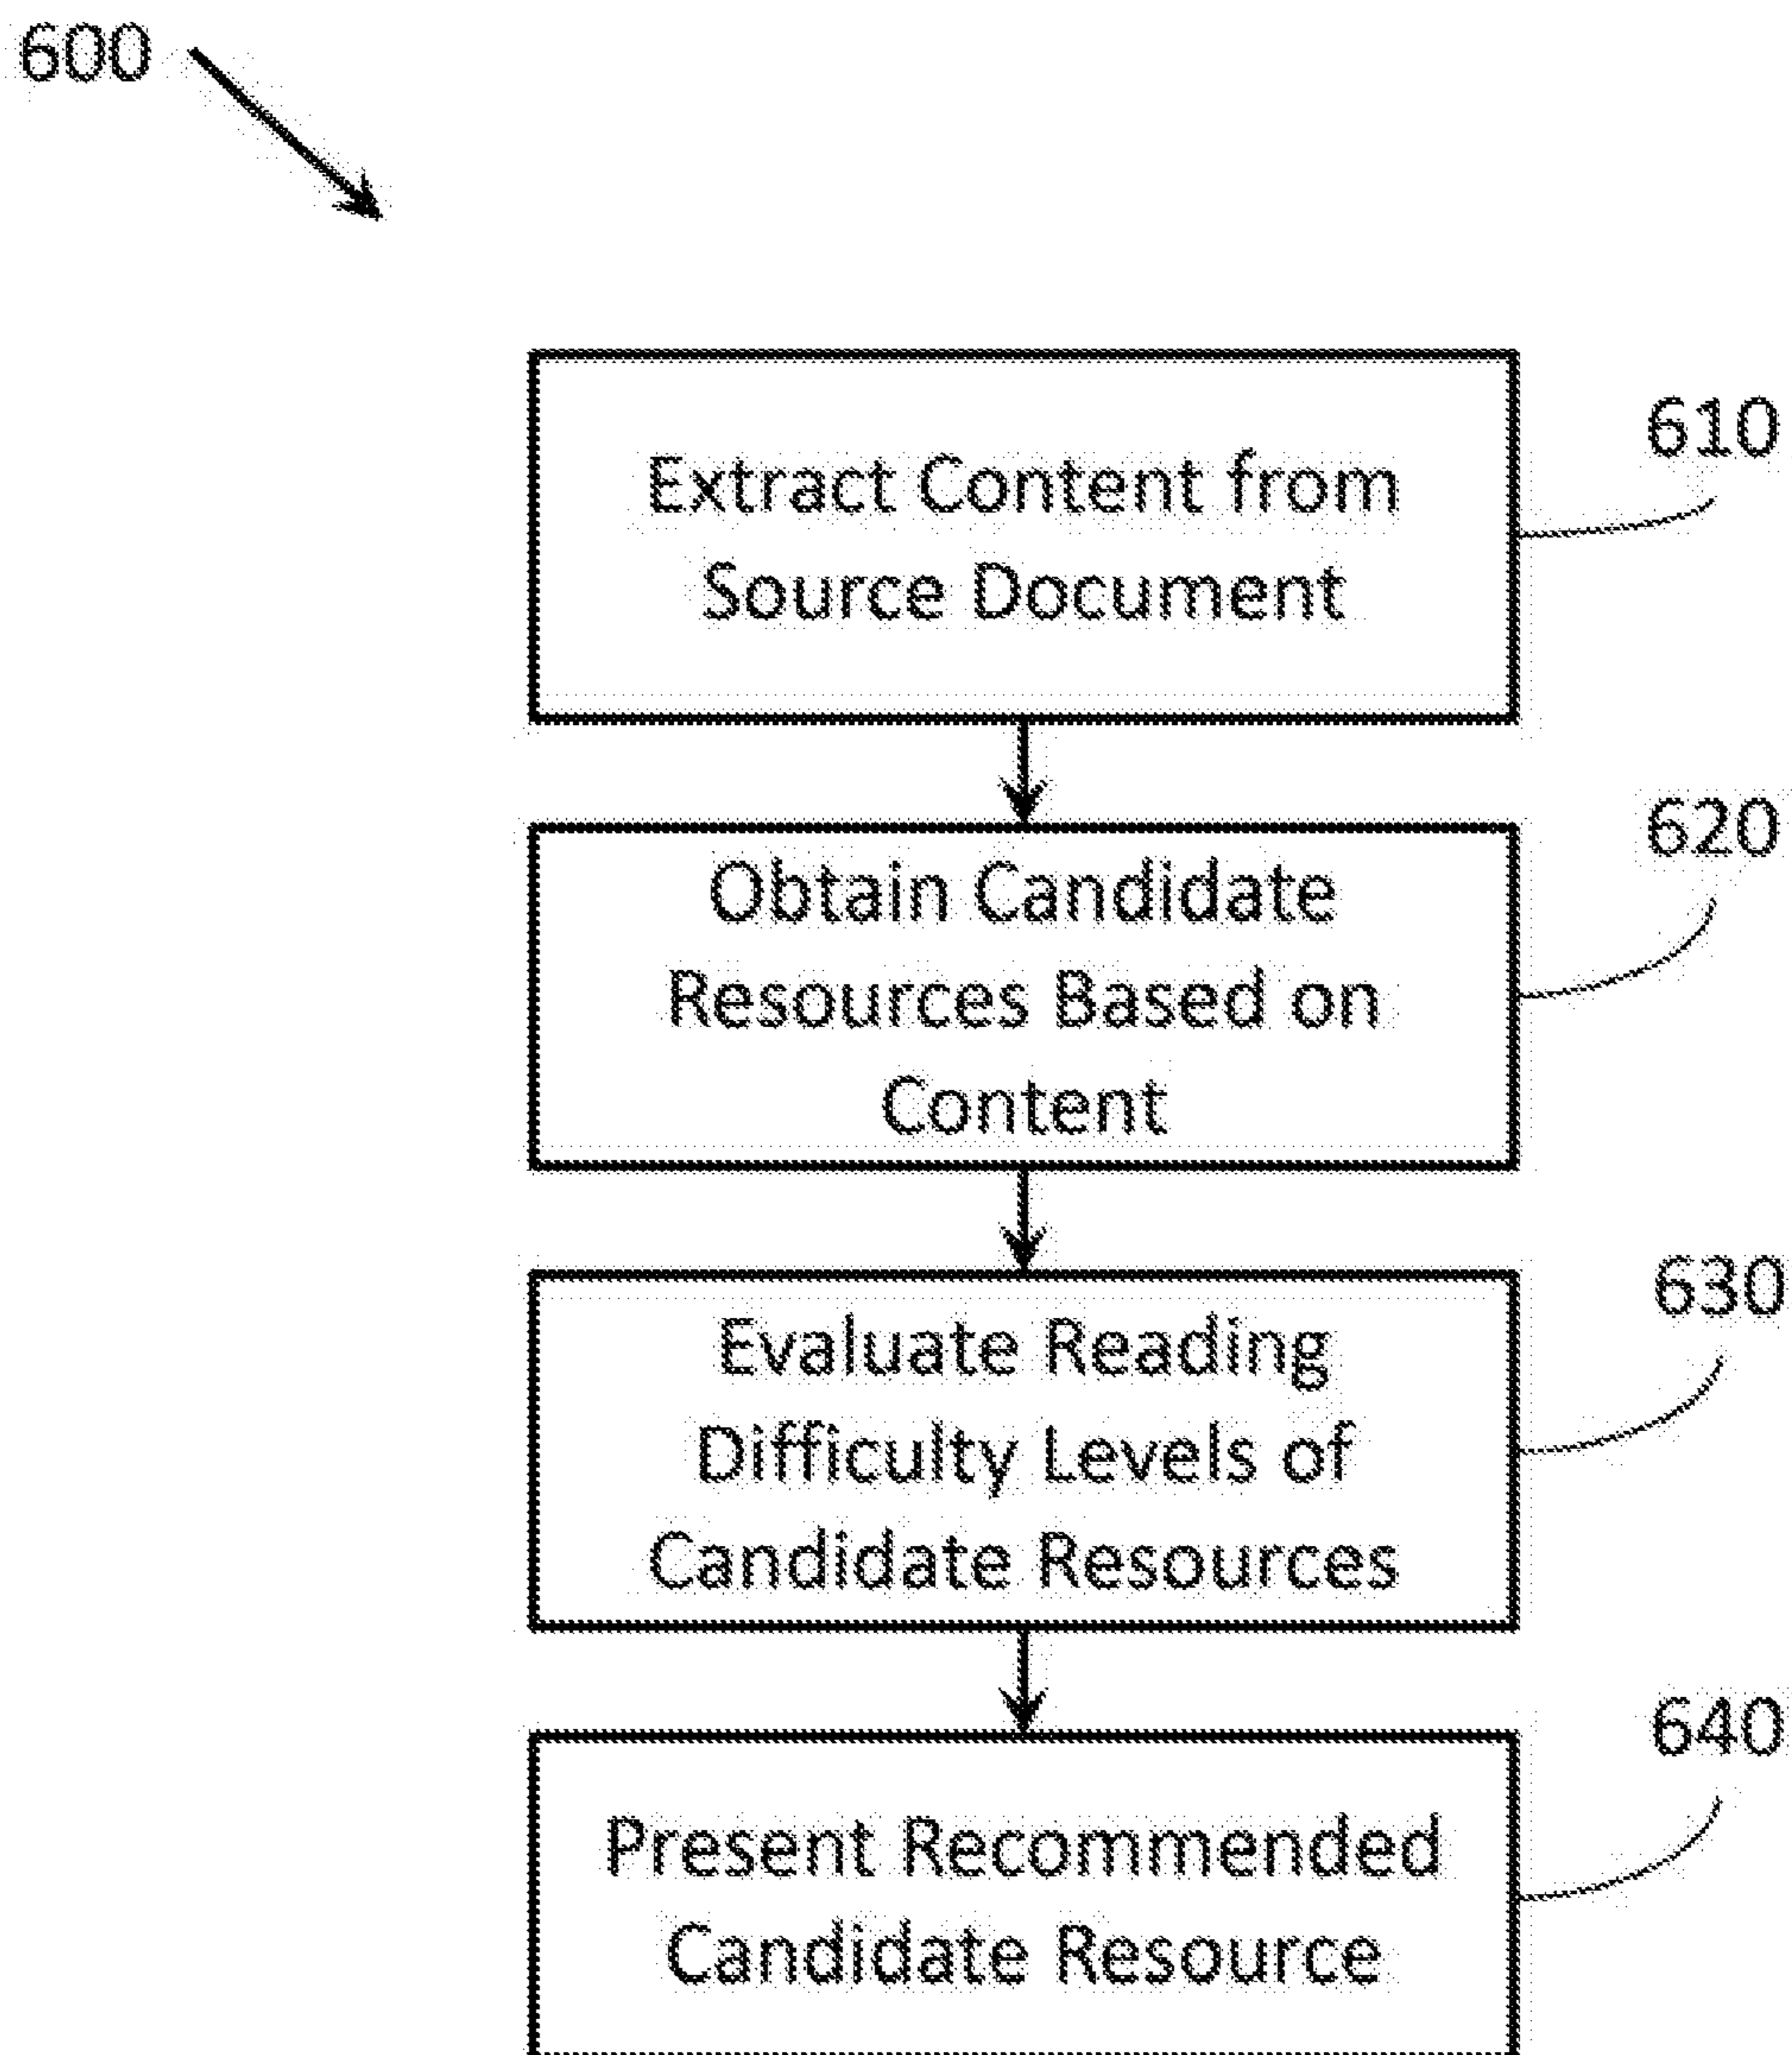 600
Extract Content from
Source Document
610
Obtain Candidate
Resources Based on
Content
620
Evaluate Reading
Difficulty Levels of
Candidate Resources
630
Present Recommended
Candidate Resource
640